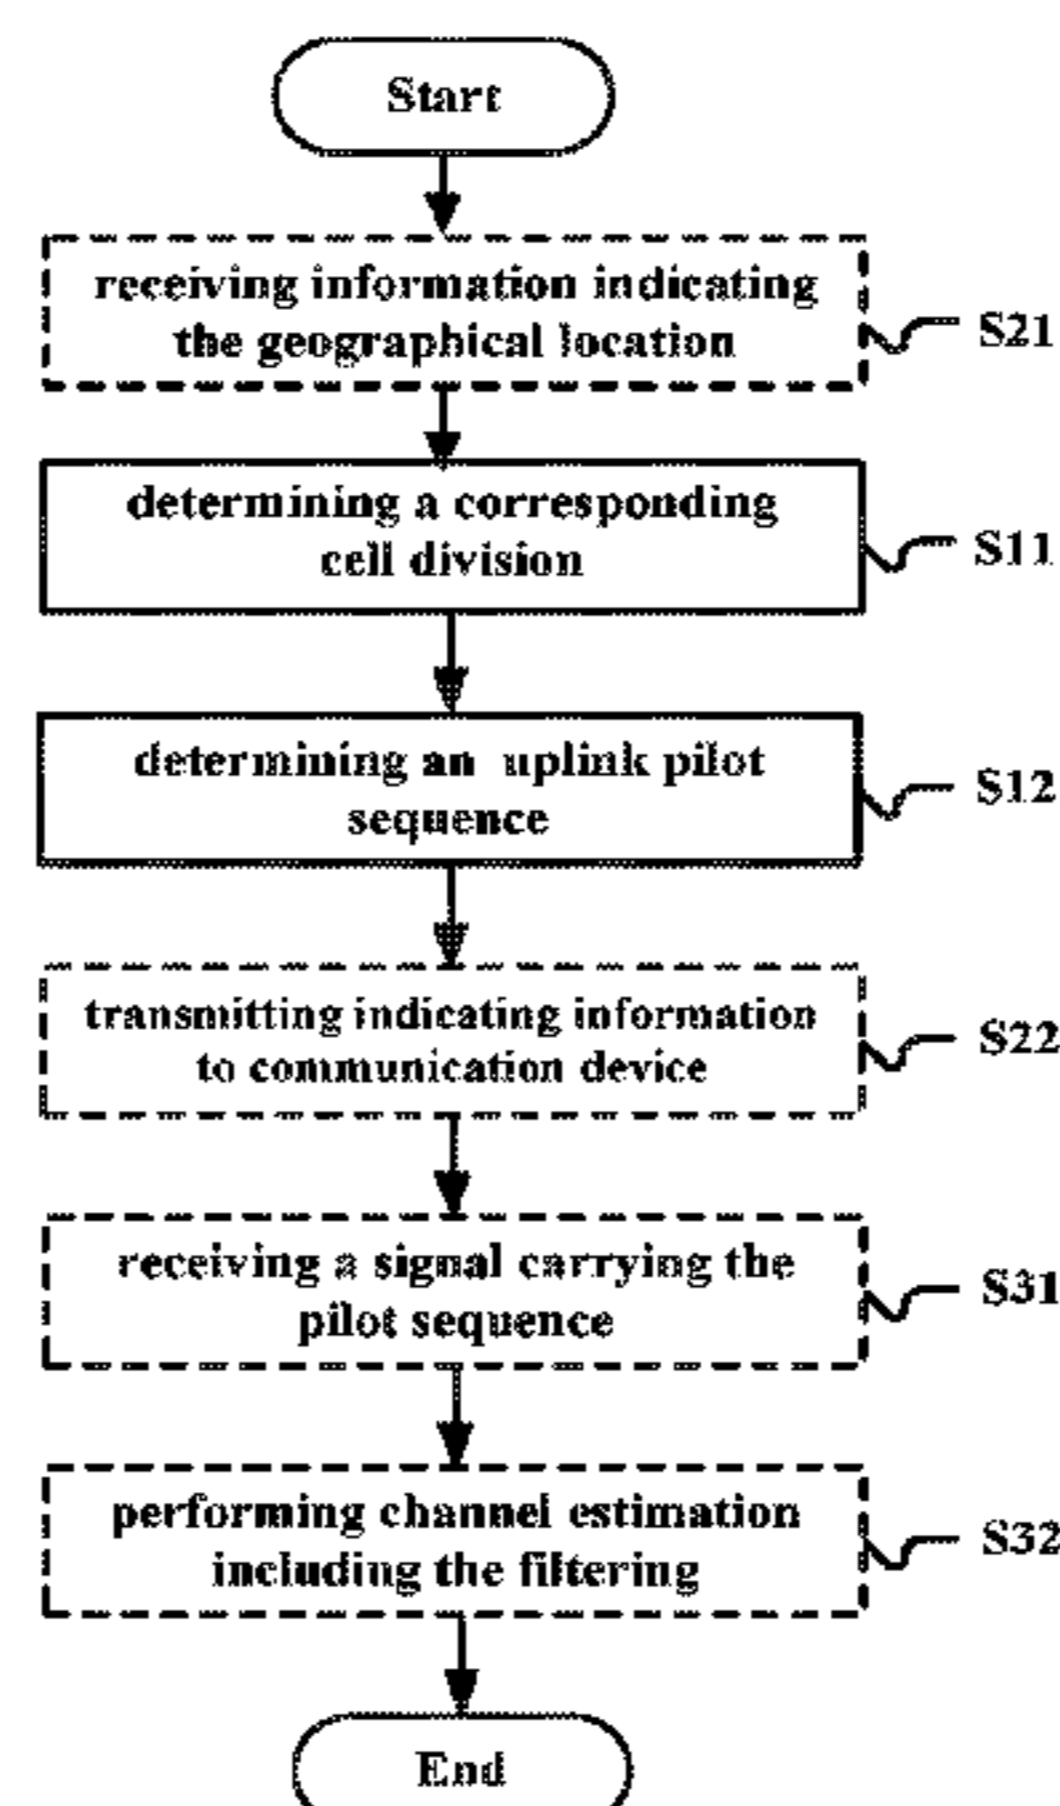 Start
receiving information indicating
the geographical location
S21
determining a corresponding
cell division
S11
determining an uplink pilot
sequence
S12
transmitting indicating information
to communication device
S22
receiving a signal carrying the
pilot sequence
S31
performing channel estimation
including the filtering
S32
End